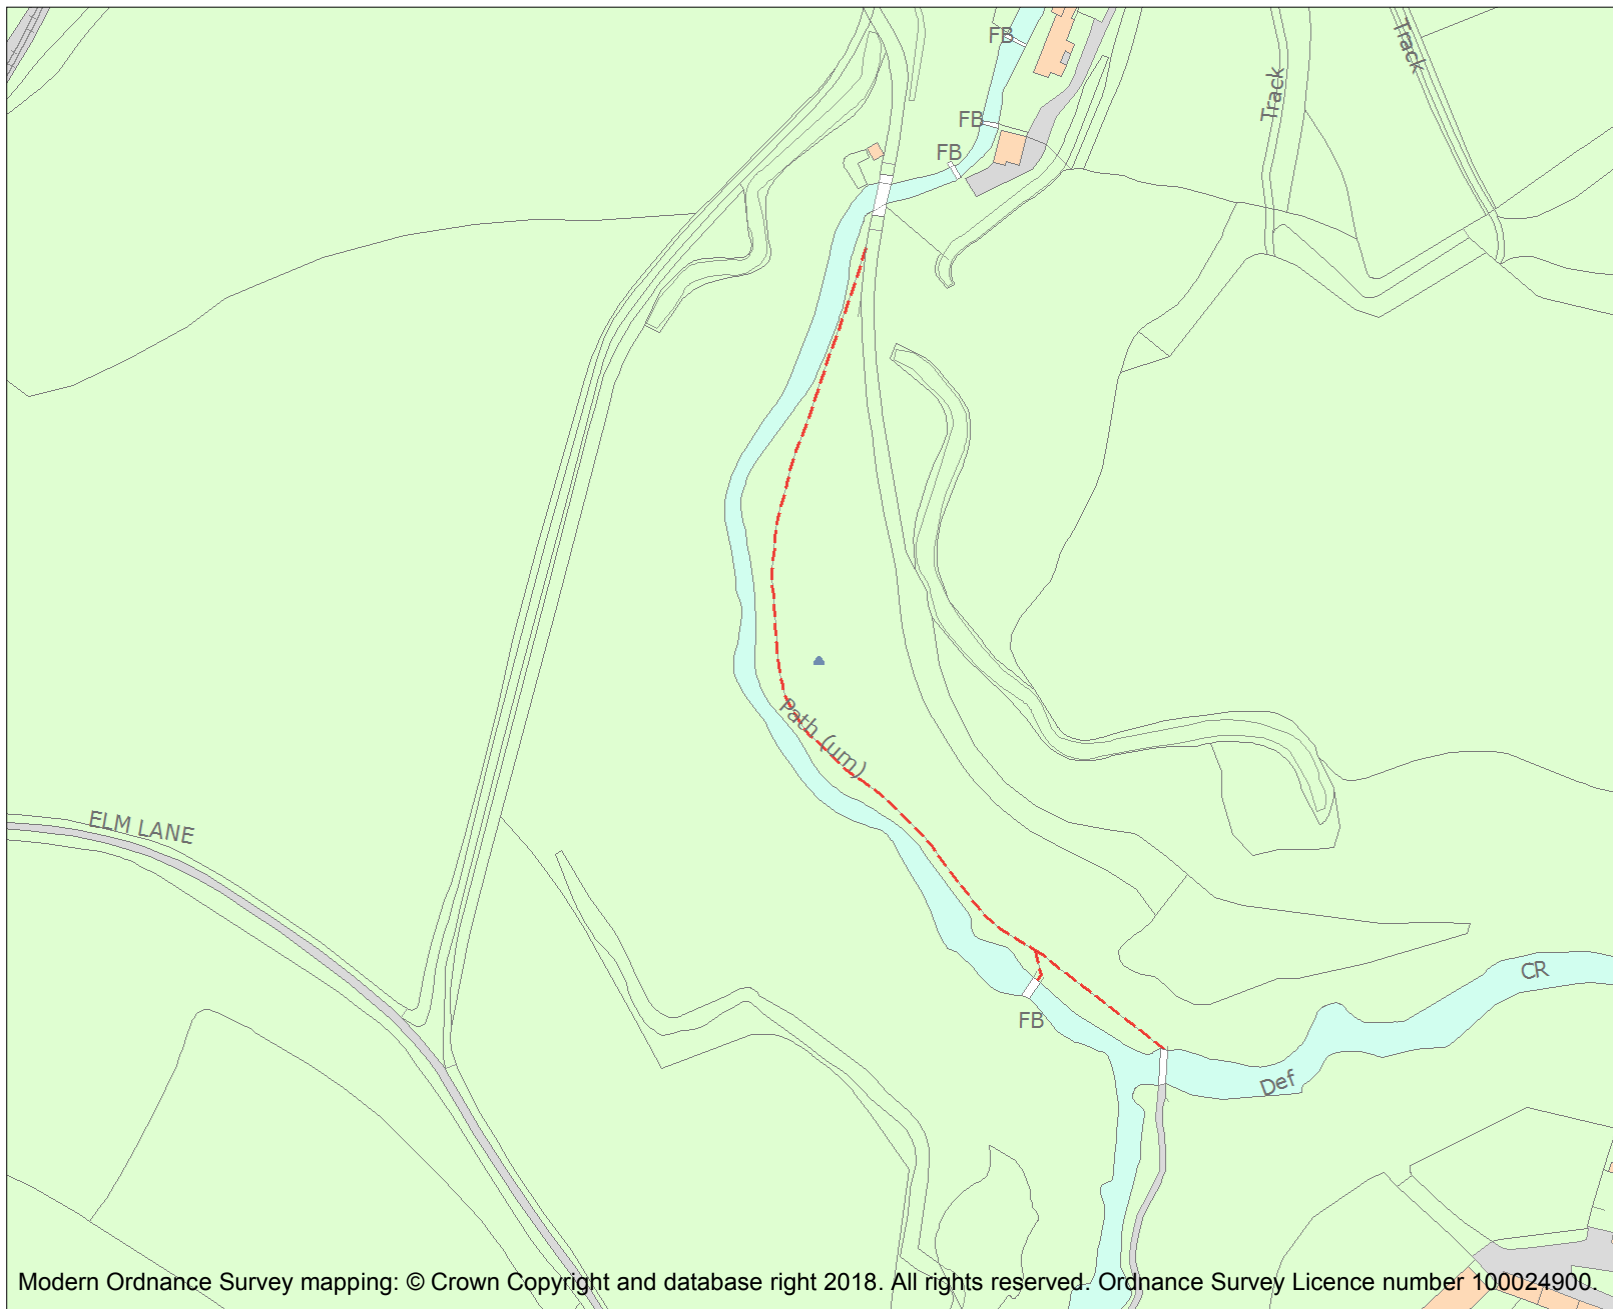 FB
Track
Track
FB
FB
Path (um)
ELM LANE
CR
FB
Def
Modern Ordnance Survey mapping: © Crown Copyright and database right 2018. All rights reserved. Ordnance Survey Licence number 100024900.